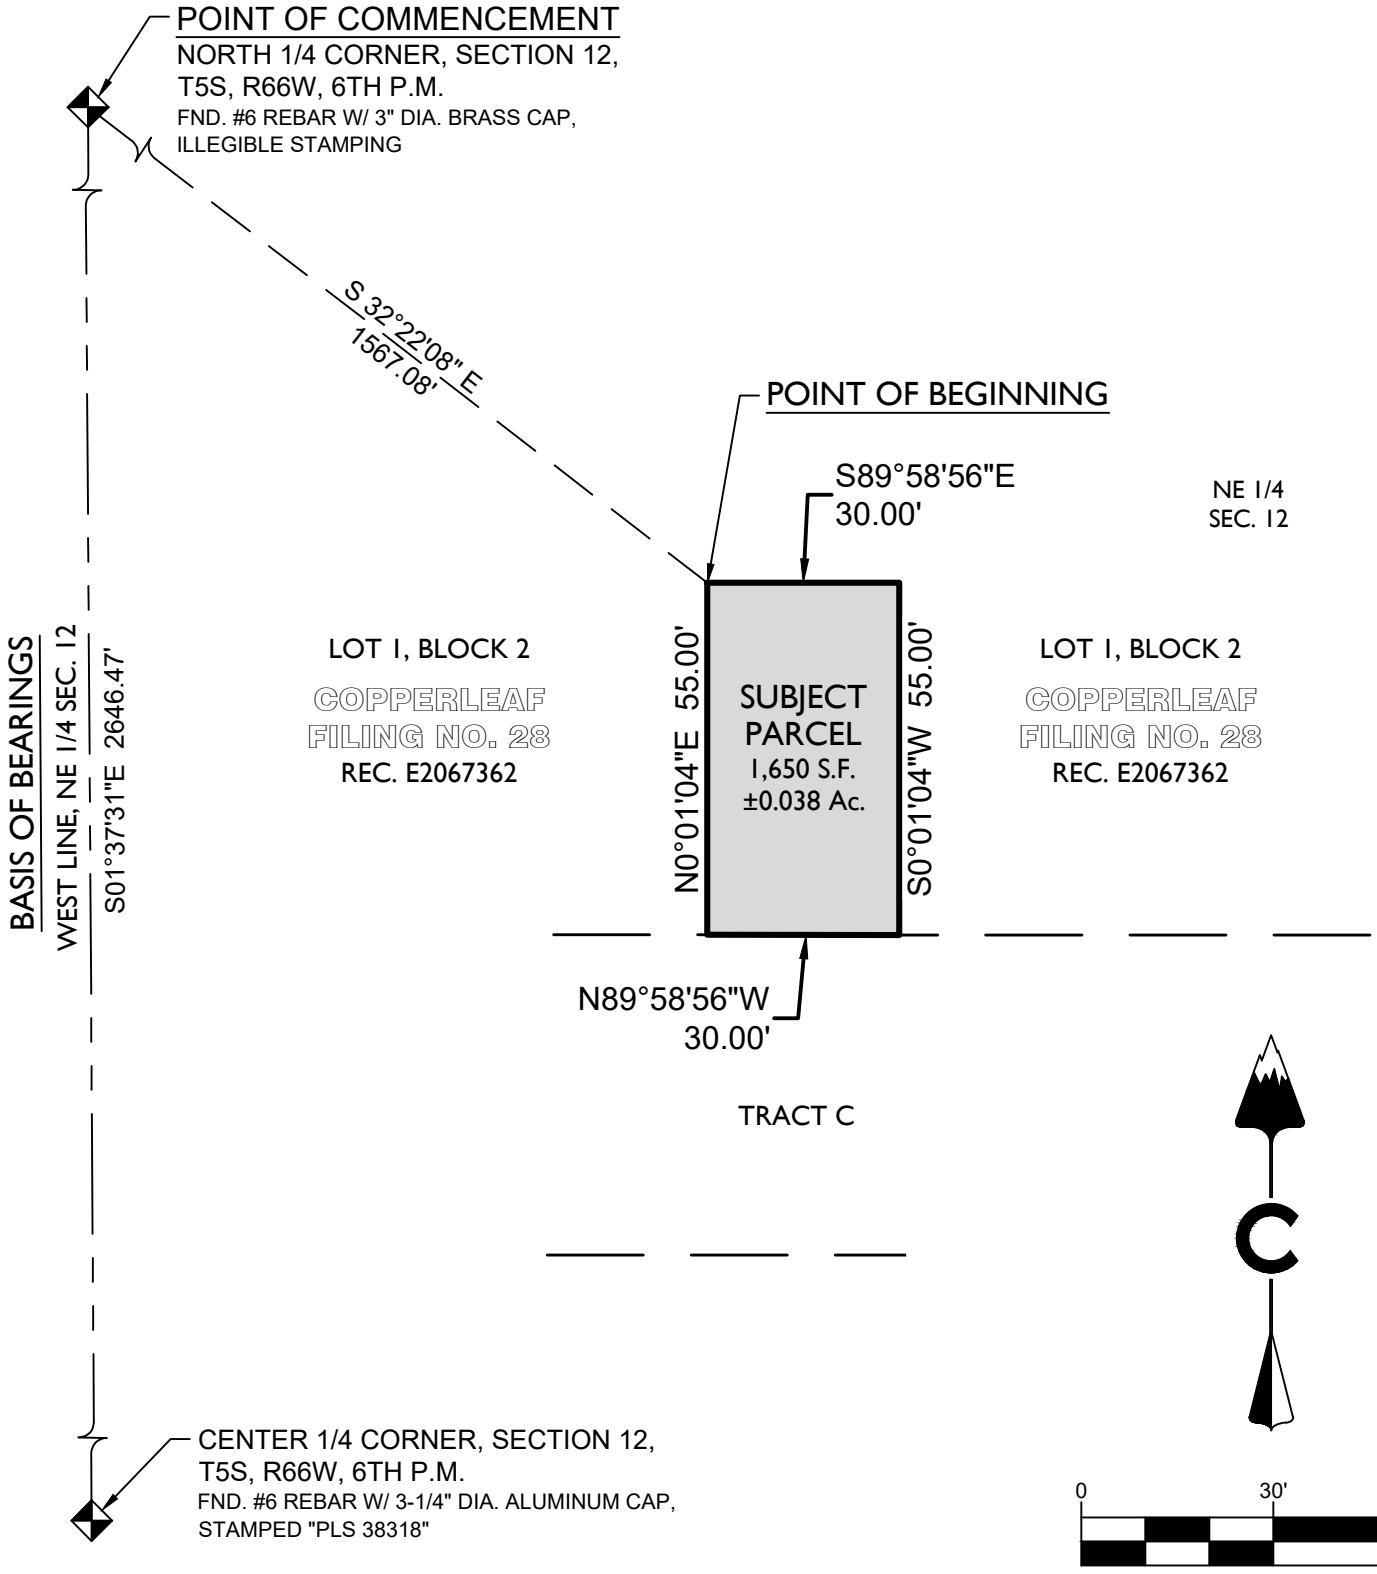 POINT OF COMMENCEMENT
NORTH 1/4 CORNER, SECTION 12,
T5S, R66W, 6TH P.M.
FND. #6 REBAR W/ 3" DIA. BRASS CAP,
ILLEGIBLE STAMPING
S 32°22'08" E
1567.08'
POINT OF BEGINNING
S89°58'56"E
30.00'
NE 1/4
SEC. 12
BASIS OF BEARINGS
WEST LINE, NE 1/4 SEC. 12
S01°37'31"E 2646.47'
LOT 1, BLOCK 2
COPPERLEAF
FILING NO. 28
REC. E2067362
N0°01'04"E 55.00'
SUBJECT
PARCEL
1,650 S.F.
±0.038 Ac.
S0°01'04"W 55.00'
LOT 1, BLOCK 2
COPPERLEAF
FILING NO. 28
REC. E2067362
N89°58'56"W
30.00'
TRACT C
C
CENTER 1/4 CORNER, SECTION 12,
T5S, R66W, 6TH P.M.
FND. #6 REBAR W/ 3-1/4" DIA. ALUMINUM CAP,
STAMPED "PLS 38318"
0 30'